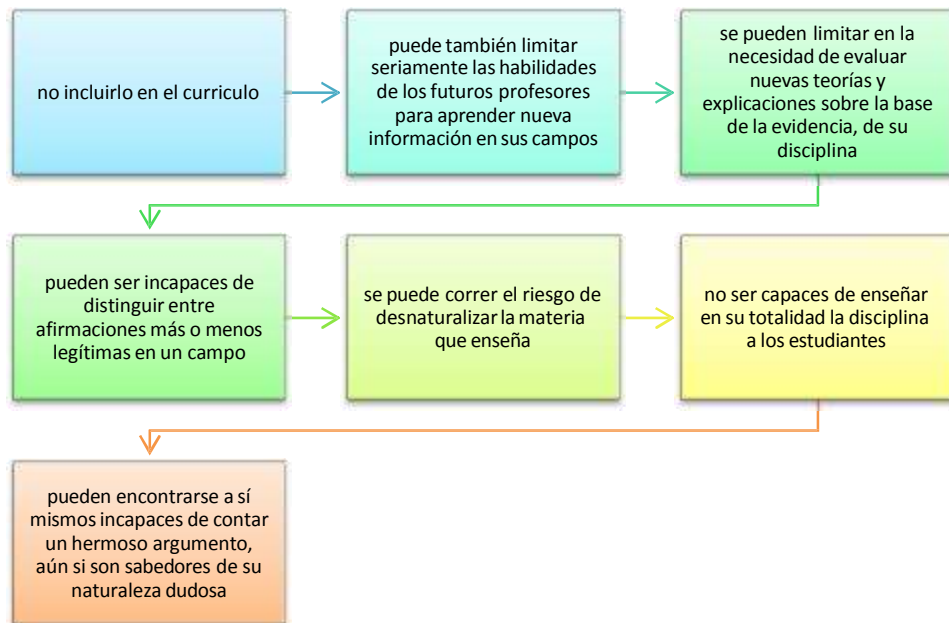 no incluirlo en el curriculo
puede también limitar
seriamente las habilidades
de los futuros profesores
para aprender nueva
información en sus campos
se pueden limitar en la
necesidad de evaluar
nuevas teorías y
explicaciones sobre la base
de la evidencia, de su
disciplina
pueden ser incapaces de
distinguir entre
afirmaciones más o menos
legítimas en un campo
se puede correr el riesgo de
desnaturalizar la materia
que enseña
no ser capaces de enseñar
en su totalidad la disciplina
a los estudiantes
pueden encontrarse a sí
mismos incapaces de contar
un hermoso argumento,
aún si son sabedores de su
naturaleza dudosa